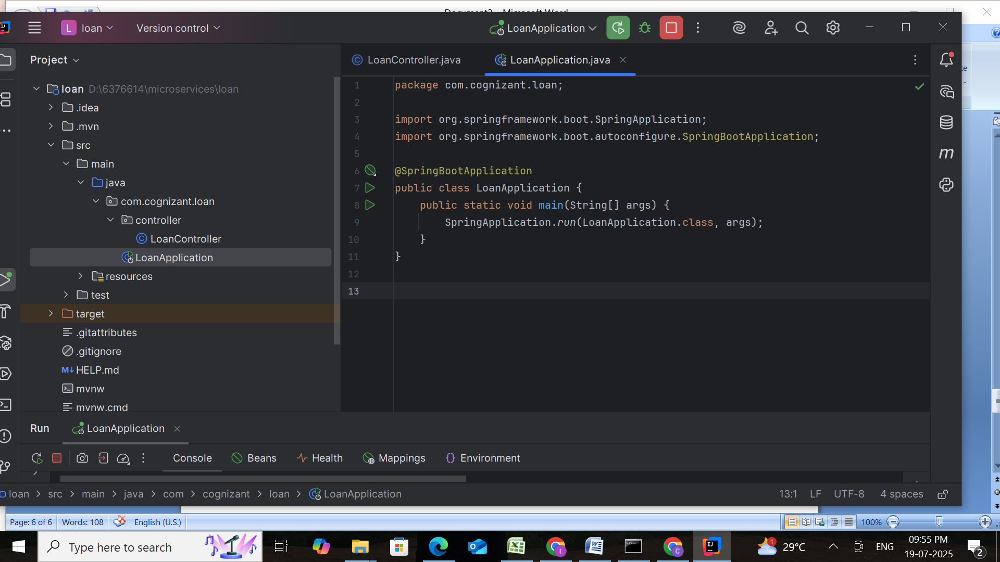 Document2 - Microsoft Word
L loan
Version control
LoanApplication
Project
LoanController.java
LoanApplication.java
loan D:\6376614\microservices\loan
.idea
.mvn
src
main
java
com.cognizant.loan
controller
LoanController
LoanApplication
resources
test
target
.gitattributes
.gitignore
M↓ HELP.md
mvnw
mvnw.cmd
1 package com.cognizant.loan;
2
3 import org.springframework.boot.SpringApplication;
4 import org.springframework.boot.autoconfigure.SpringBootApplication;
5
6 @SpringBootApplication
7 public class LoanApplication {
8 public static void main(String[] args) {
9 SpringApplication.run(LoanApplication.class, args);
10 }
11 }
12
13
m
Run
LoanApplication
Console
Beans
Health
Mappings
{} Environment
loan > src > main > java > com > cognizant > loan > LoanApplication
13:1 LF UTF-8 4 spaces
Page: 6 of 6
Words: 108
English (U.S.)
100%
Type here to search
1
29°C
ENG
09:55 PM
19-07-2025
2